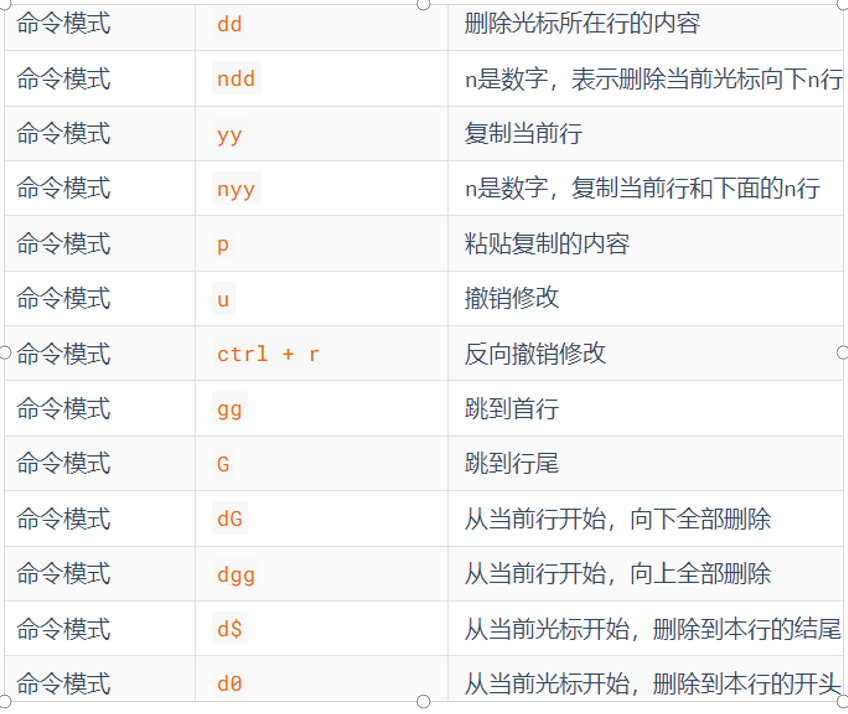 命令模式 dd 删除光标所在行的内容
命令模式 ndd n是数字，表示删除当前光标向下n行
命令模式 yy 复制当前行
命令模式 nyy n是数字，复制当前行和下面的n行
命令模式 p 粘贴复制的内容
命令模式 u 撤销修改
命令模式 ctrl + r 反向撤销修改
命令模式 gg 跳到首行
命令模式 G 跳到行尾
命令模式 dG 从当前行开始，向下全部删除
命令模式 dgg 从当前行开始，向上全部删除
命令模式 d$ 从当前光标开始，删除到本行的结尾
命令模式 d0 从当前光标开始，删除到本行的开头